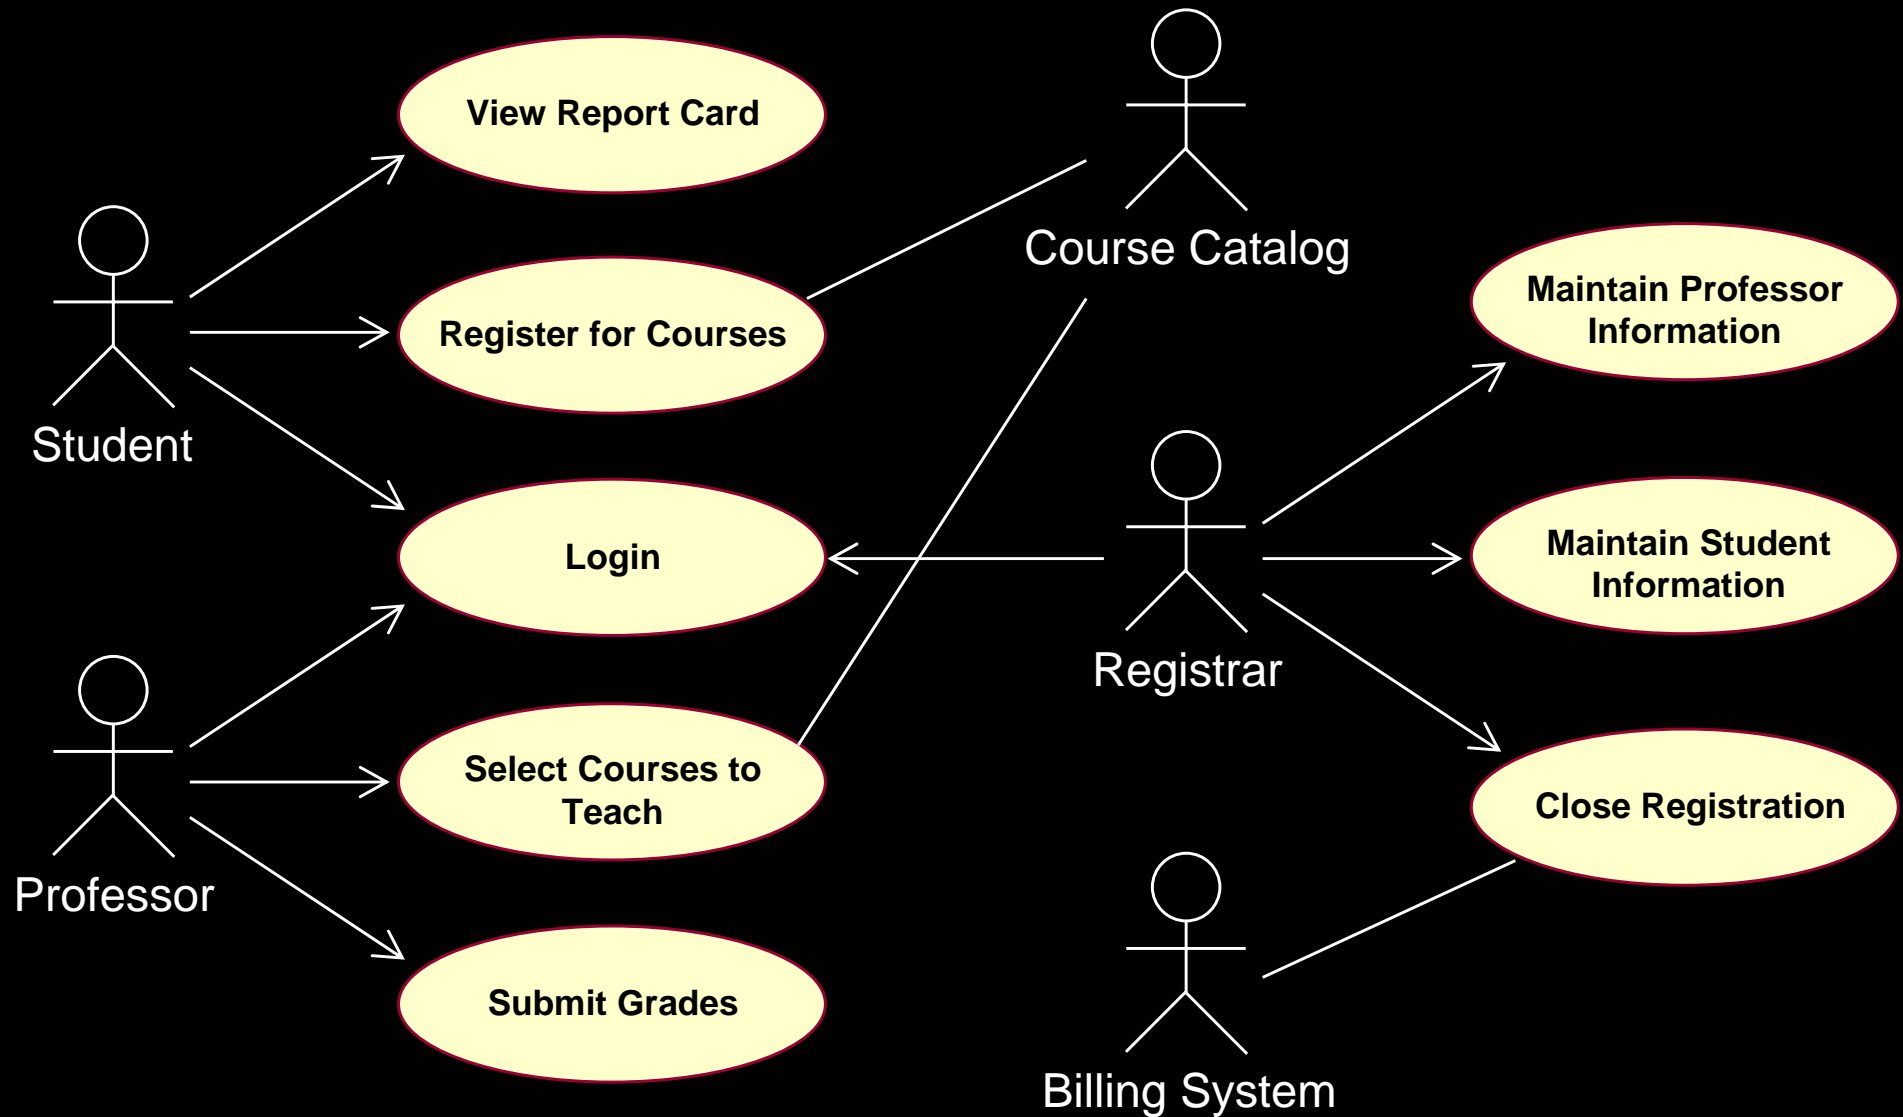 View Report Card
Course Catalog
Maintain Professor
Information
Register for Courses
Student
Login
Maintain Student
Information
Registrar
Select Courses to
Teach
Close Registration
Professor
Submit Grades
Billing System